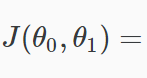 J(θ₀, θ₁) =